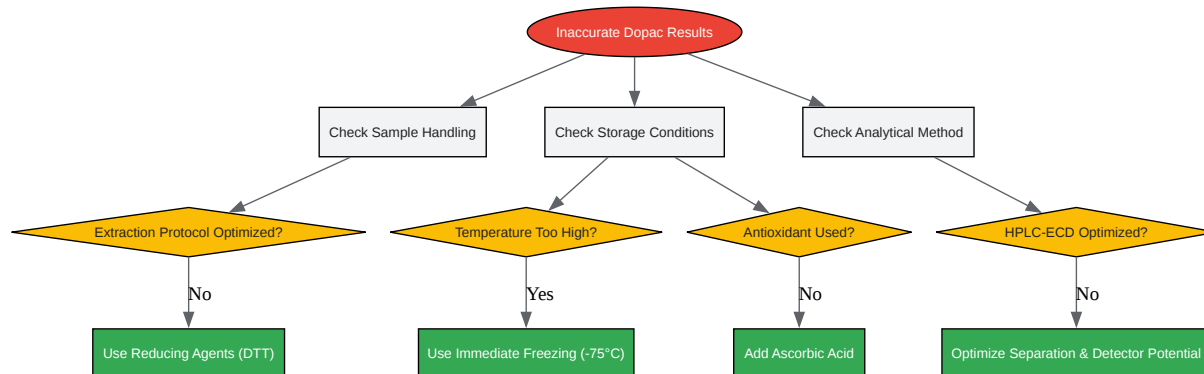 Inaccurate Dopac Results
Check Sample Handling
Check Storage Conditions
Check Analytical Method
Extraction Protocol Optimized?
Temperature Too High?
Antioxidant Used?
HPLC-ECD Optimized?
No
Yes
No
No
Use Reducing Agents (DTT)
Use Immediate Freezing (-75°C)
Add Ascorbic Acid
Optimize Separation & Detector Potential